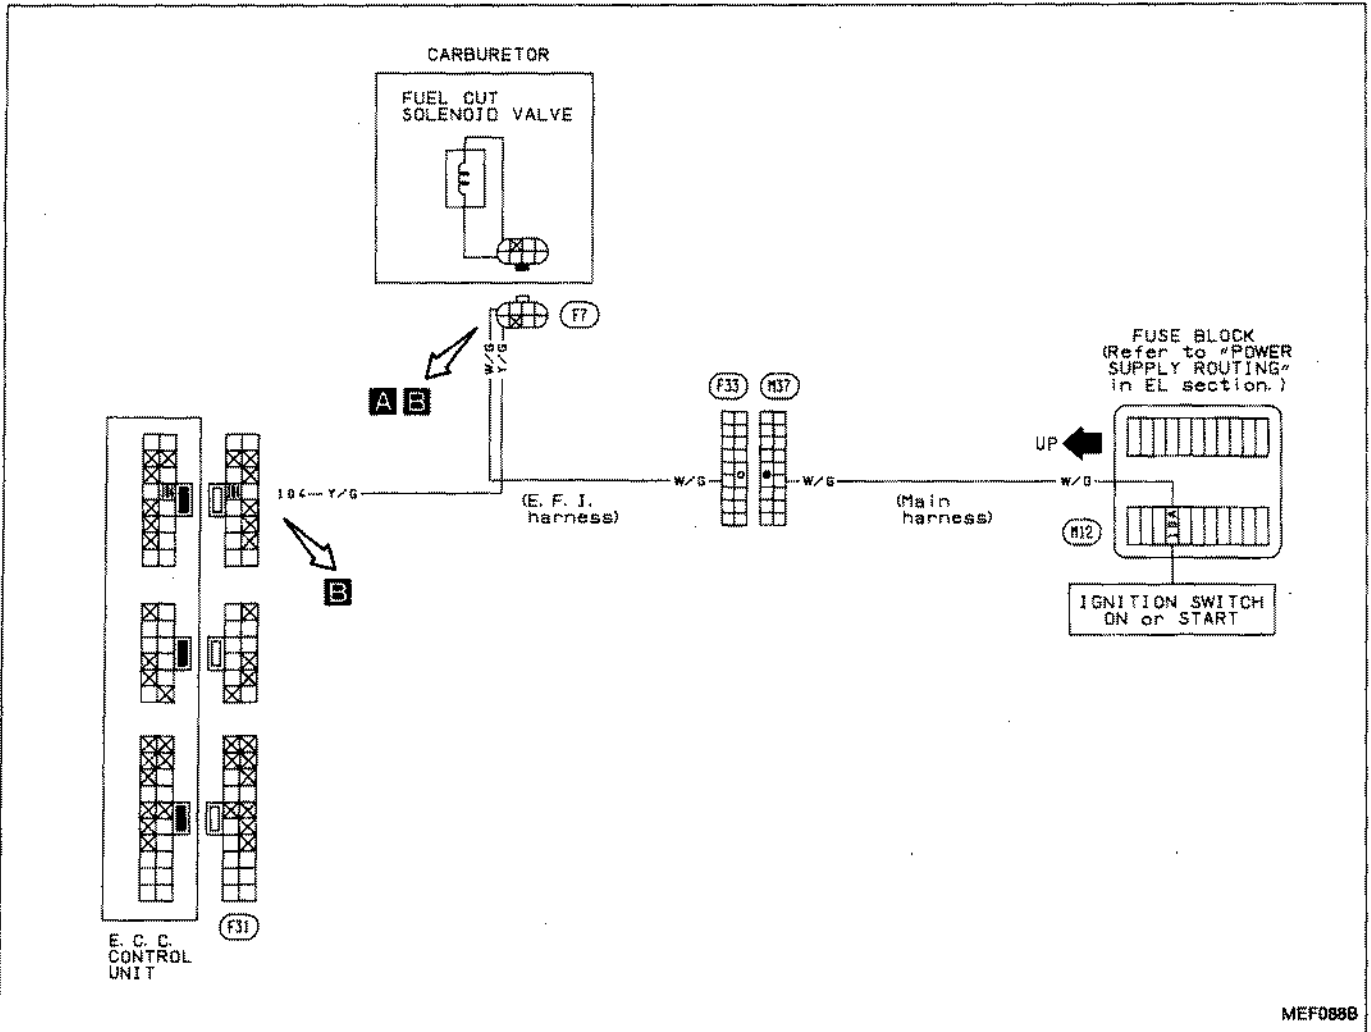 CARBURETOR
FUEL CUT
SOLENOID VALVE
F7
W/G
Y/G
A B
FUSE BLOCK
(Refer to "POWER
SUPPLY ROUTING"
in EL section.)
F33
M37
UP
104
Y/G
(E. F. I.
harness)
W/G
W/G
(Main
harness)
W/G
M12
10A
B
IGNITION SWITCH
ON or START
F31
E. C. C.
CONTROL
UNIT
MEF088B